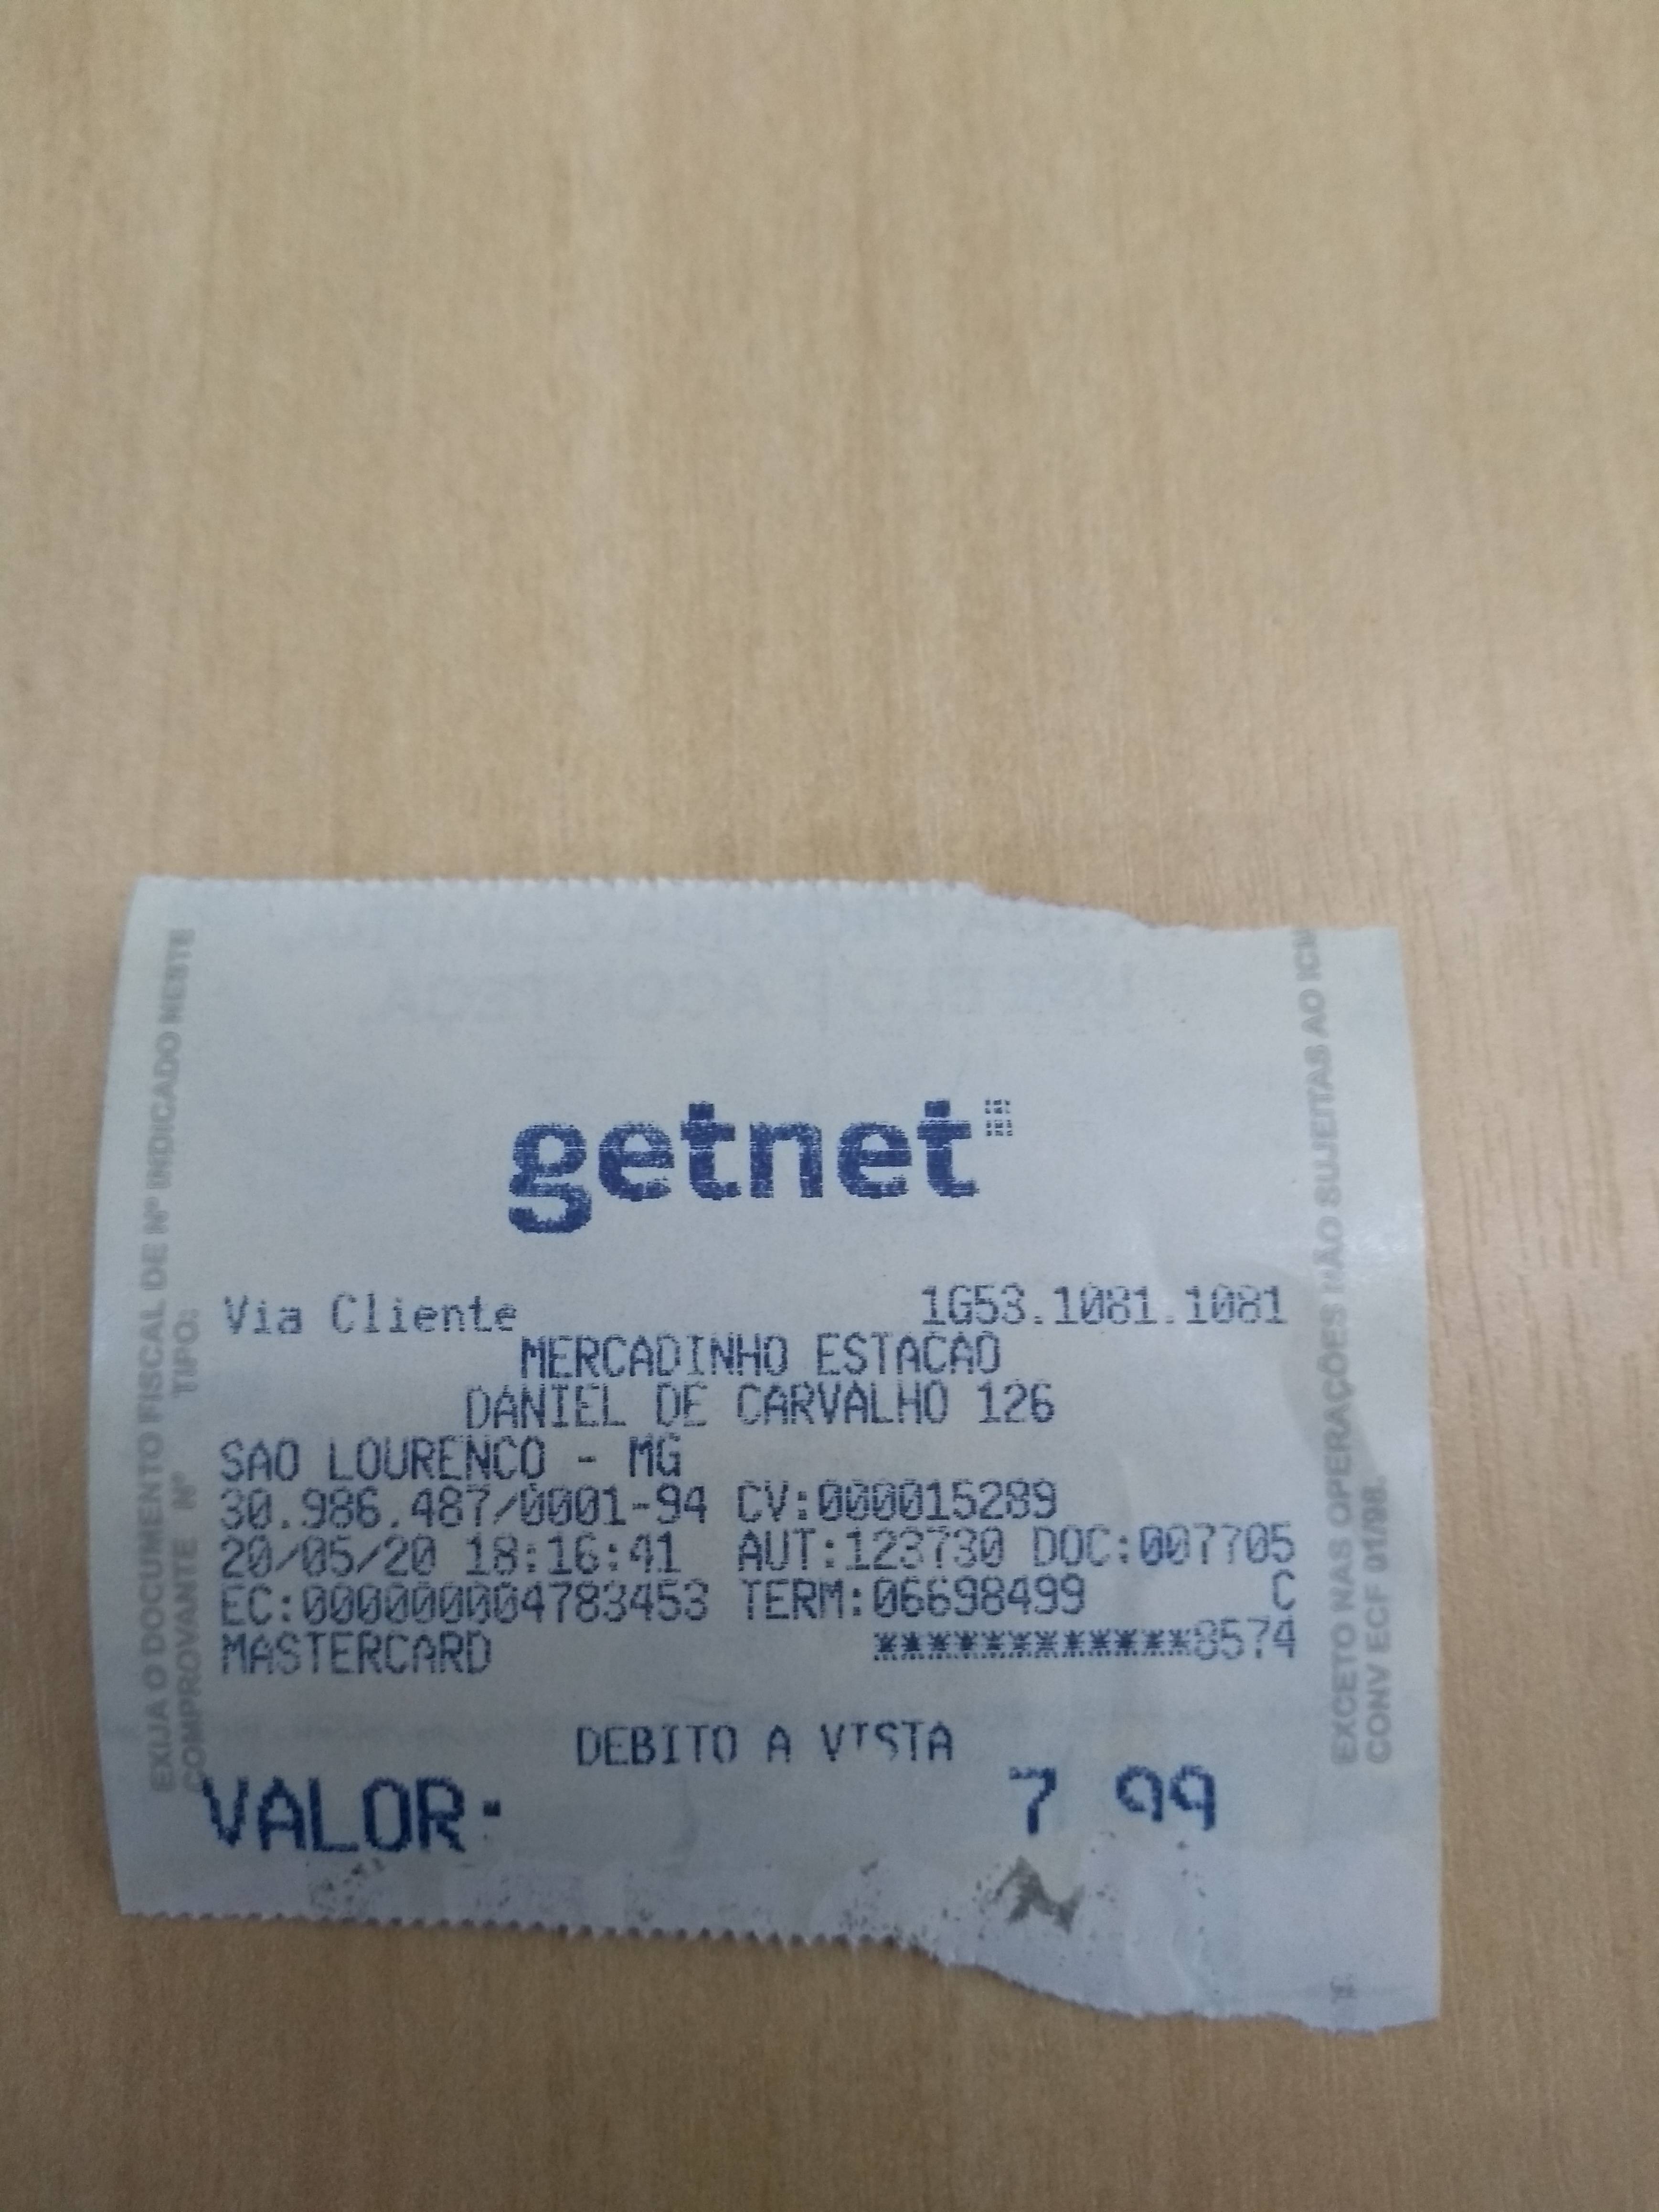 getnet
Via Cliente 1G53.1081.1081
MERCADINHO ESTACAO
DANIEL DE CARVALHO 126
SAO LOURENCO - MG
30.986.487/0001-94 CV:000015289
20/05/20 18:16:41 AUT:123730 DOC:007705
EC:000000004783453 TERM:06698499 C
MASTERCARD ************8574
DEBITO A VISTA
VALOR: 7 99
EXIJA O DOCUMENTO FISCAL DE Nº INDICADO NESTE
COMPROVANTE Nº TIPO:
EXCETO NAS OPERAÇÕES NÃO SUJEITAS AO
CONV ECF 01/98.